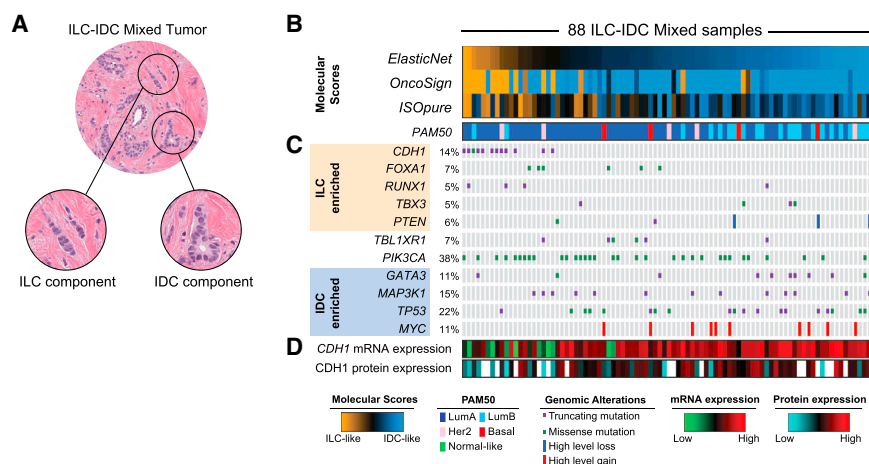 A
ILC-IDC Mixed Tumor
ILC component
IDC component
B
88 ILC-IDC Mixed samples
Molecular
Scores
ElasticNet
OncoSign
ISOpure
PAM50
C
ILC
enriched
CDH1 14%
FOXA1 7%
RUNX1 5%
TBX3 5%
PTEN 6%
TBL1XR1 7%
PIK3CA 38%
IDC
enriched
GATA3 11%
MAP3K1 15%
TP53 22%
MYC 11%
D
CDH1 mRNA expression
CDH1 protein expression
Molecular Scores
ILC-like IDC-like
PAM50
LumA LumB
Her2 Basal
Normal-like
Genomic Alterations
Truncating mutation
Missense mutation
High level loss
High level gain
mRNA expression
Low High
Protein expression
Low High